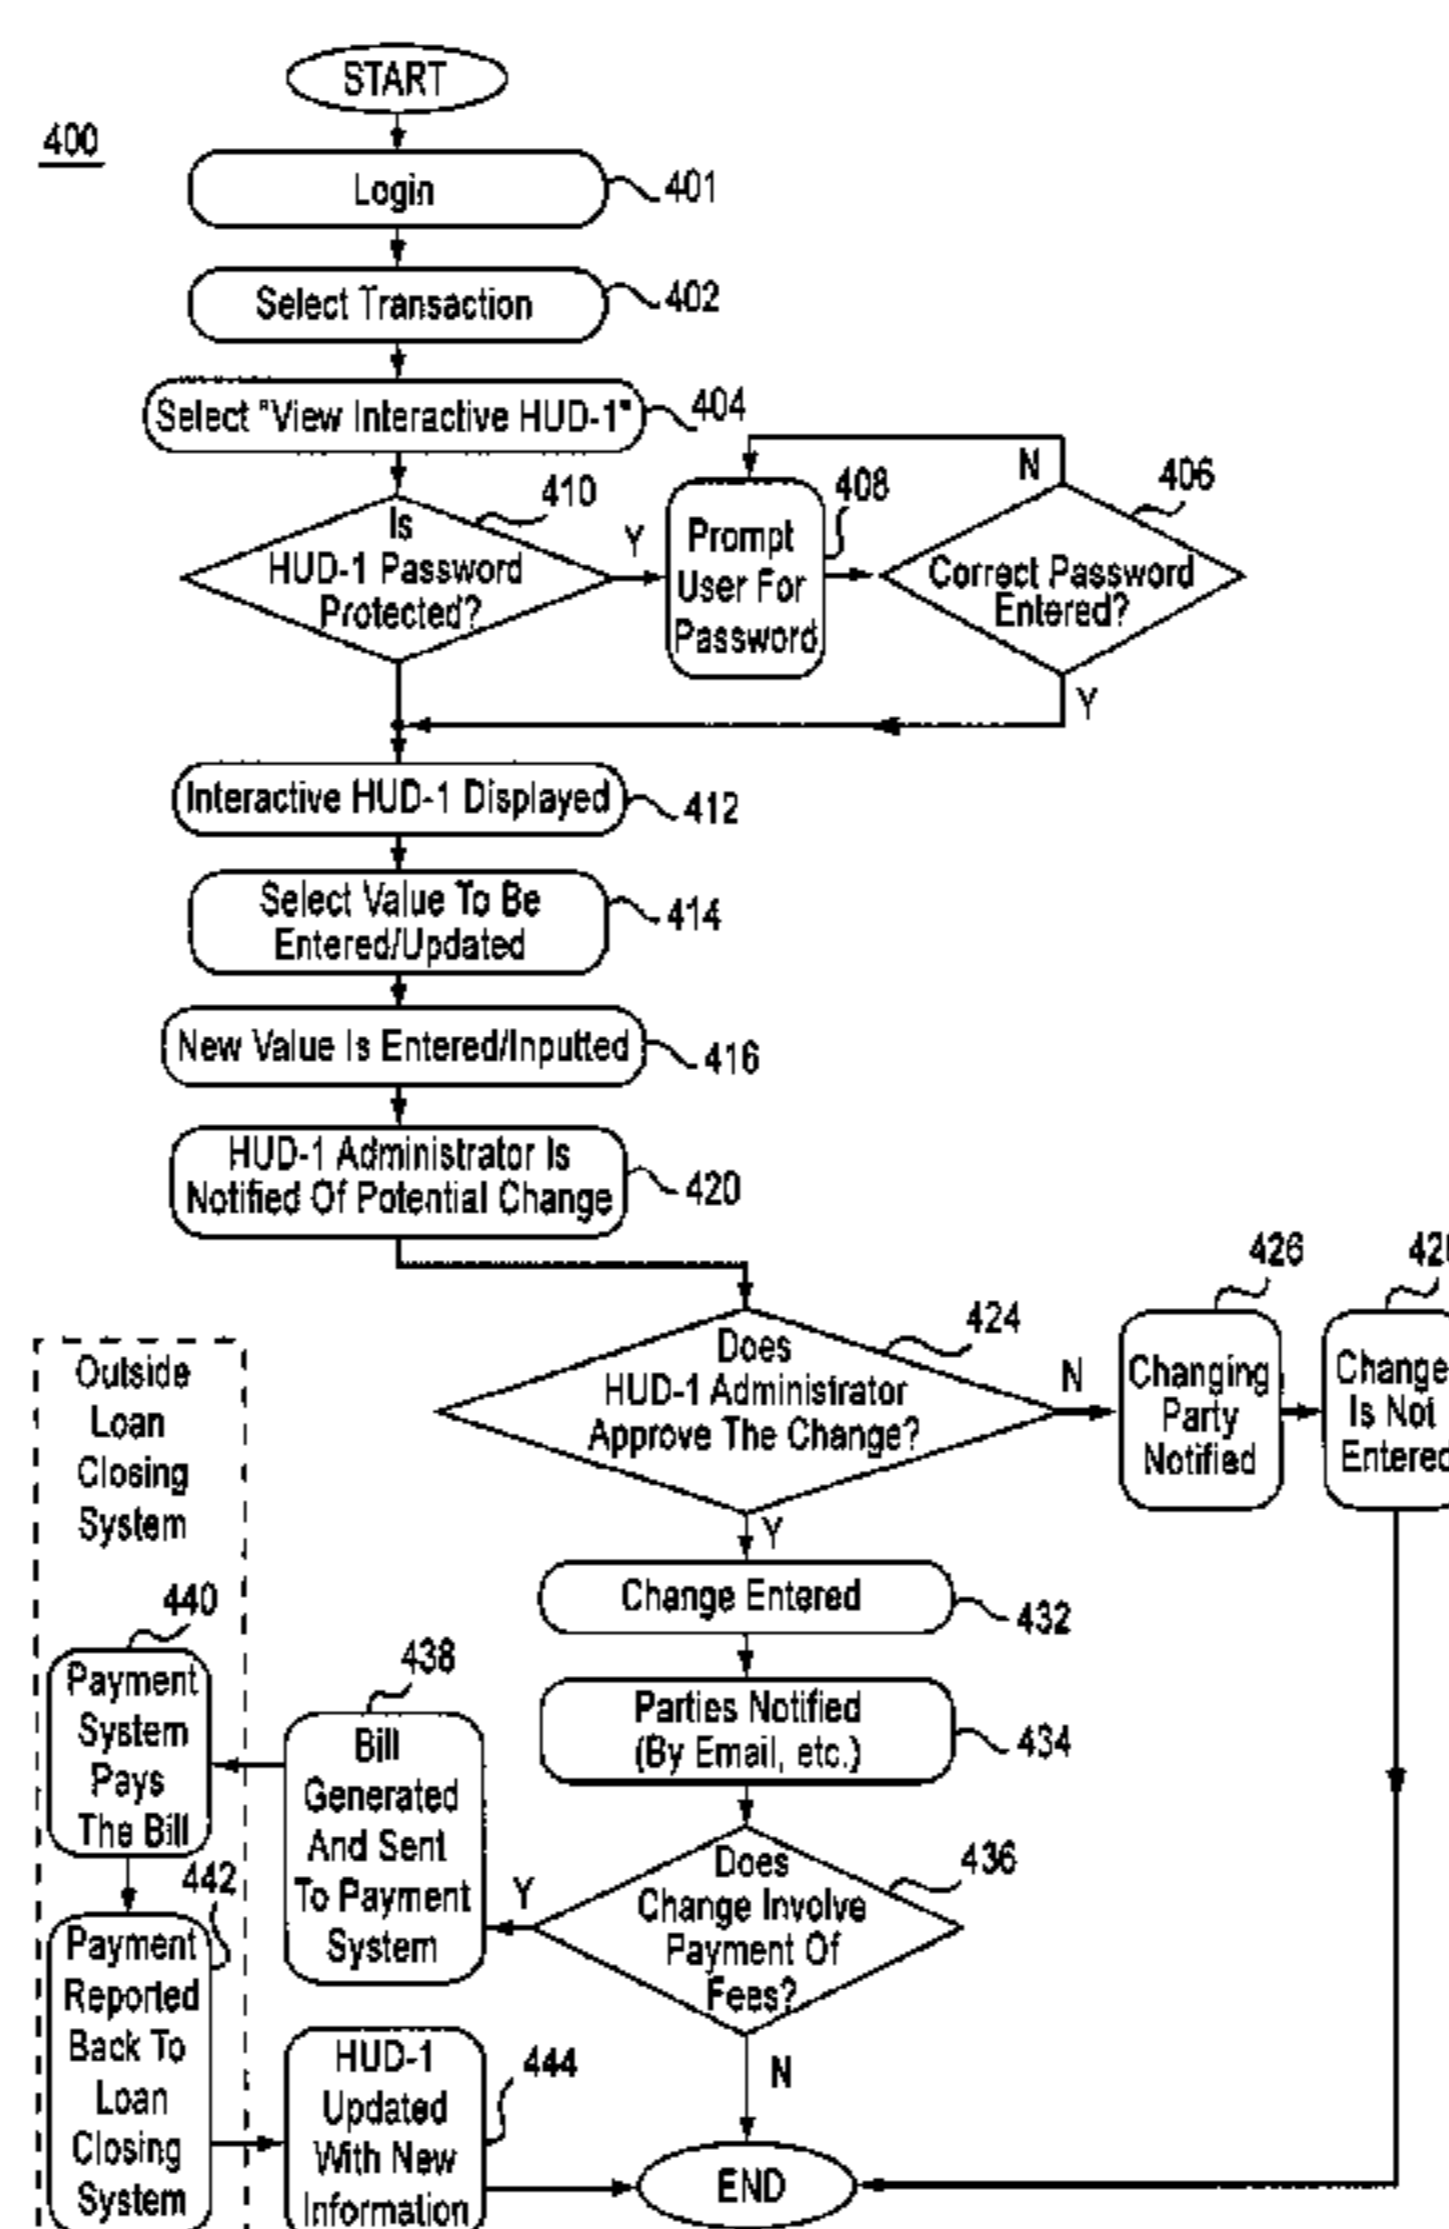 START
400
Login
401
Select Transaction
402
Select "View Interactive HUD-1"
404
410
Is
HUD-1 Password
Protected?
Y
Prompt
User For
Password
408
N
406
Correct Password
Entered?
Y
Interactive HUD-1 Displayed
412
Select Value To Be
Entered/Updated
414
New Value Is Entered/Inputted
416
HUD-1 Administrator Is
Notified Of Potential Change
420
Does
HUD-1 Administrator
Approve The Change?
424
N
426
Changing
Party
Notified
Change
Is Not
Entered
Y
Change Entered
432
Parties Notified
(By Email, etc.)
434
Does
Change Involve
Payment Of
Fees?
436
Y
N
438
Bill
Generated
And Sent
To Payment
System
Outside
Loan
Closing
System
440
Payment
System
Pays
The Bill
442
Payment
Reported
Back To
Loan
Closing
System
HUD-1
Updated
With New
Information
444
END